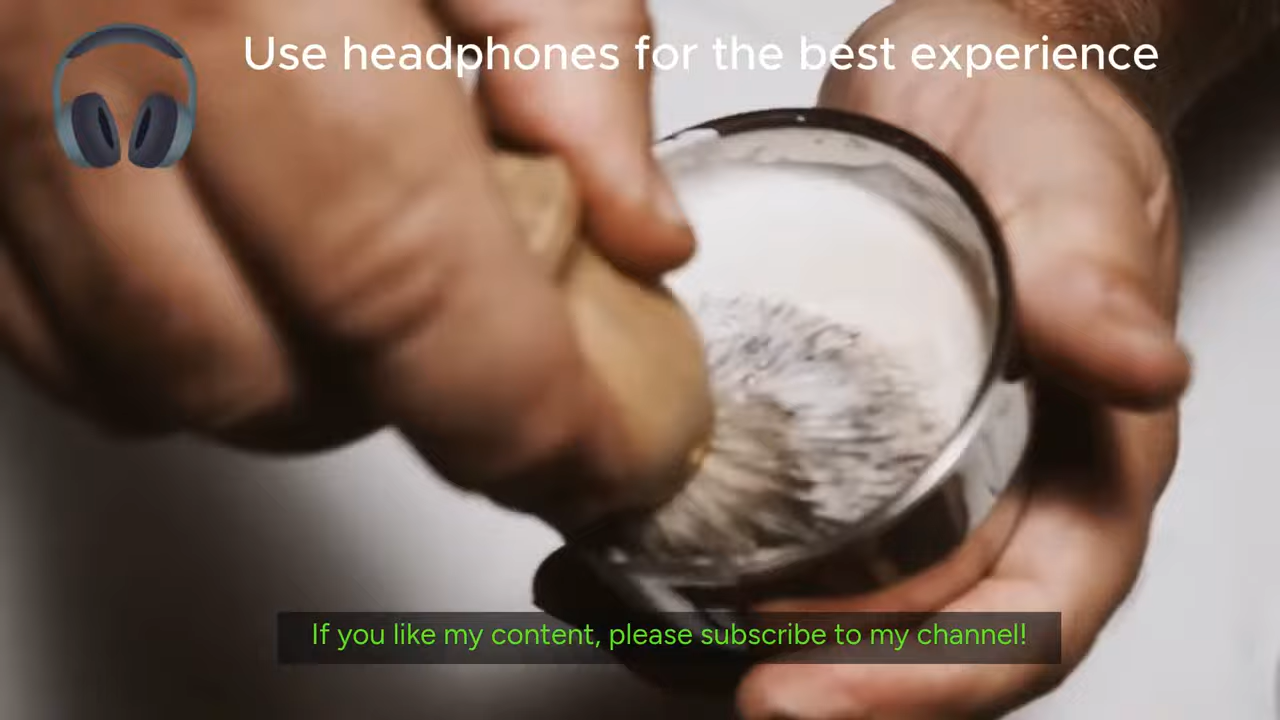 Use headphones for the best experience
If you like my content, please subscribe to my channel!